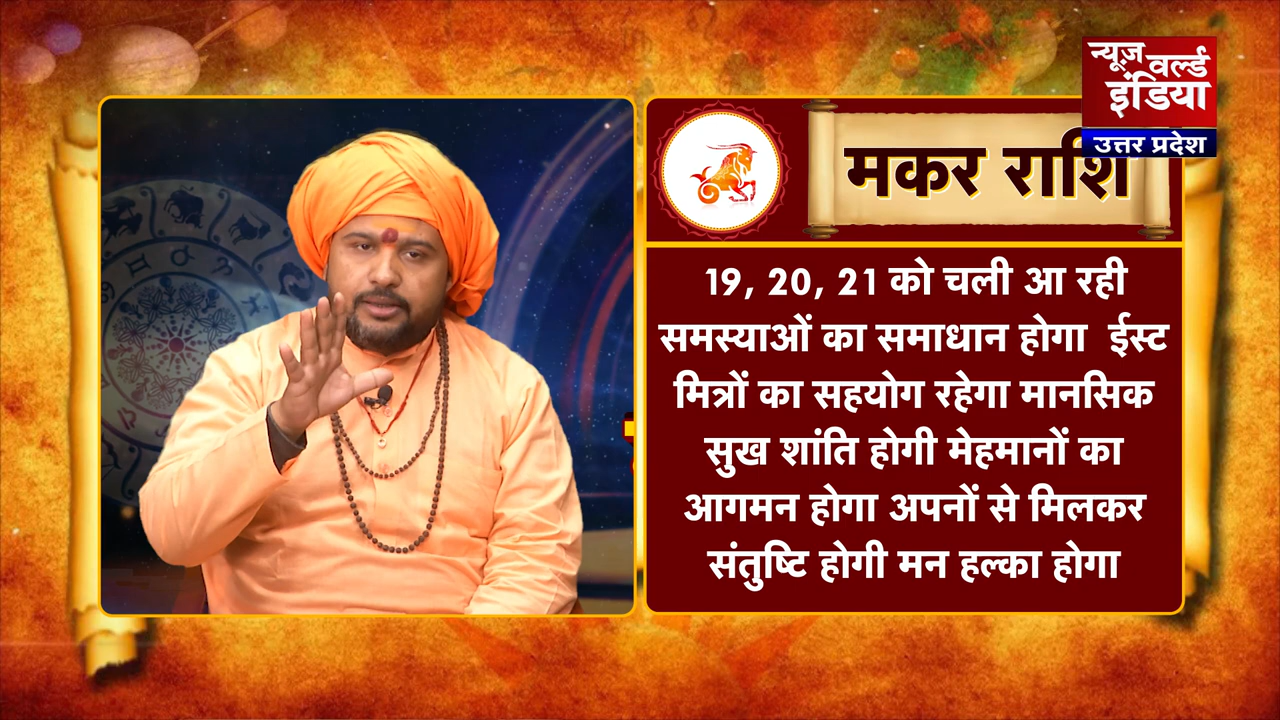 न्यूज़
वर्ल्ड
इंडिया
उत्तर प्रदेश
मकर राशि
19, 20, 21 को चली आ रही
समस्याओं का समाधान होगा ईस्ट
मित्रों का सहयोग रहेगा मानसिक
सुख शांति होगी मेहमानों का
आगमन होगा अपनों से मिलकर
संतुष्टि होगी मन हल्का होगा